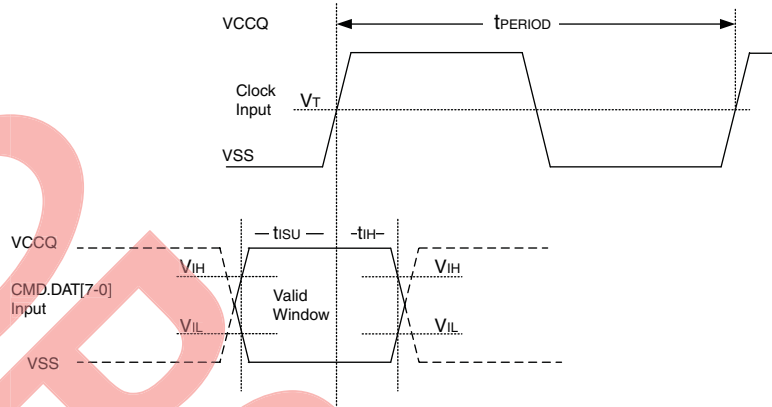 VCCQ
tPERIOD
Clock
Input
VT
VSS
tISU
tIH
VCCQ
VIH
VIH
CMD.DAT[7-0]
Input
Valid
Window
VIL
VIL
VSS